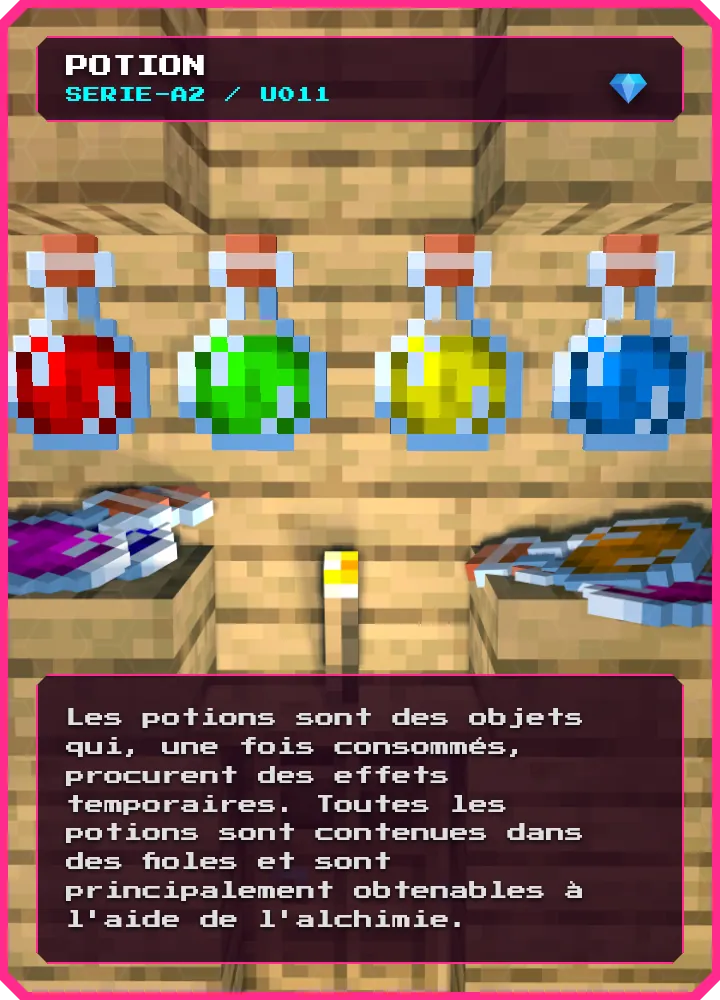 POTION
SERIE-A2 / U011
Les potions sont des objets
qui, une fois consommés,
procurent des effets
temporaires. Toutes les
potions sont contenues dans
des fioles et sont
principalement obtenables à
l'aide de l'alchimie.